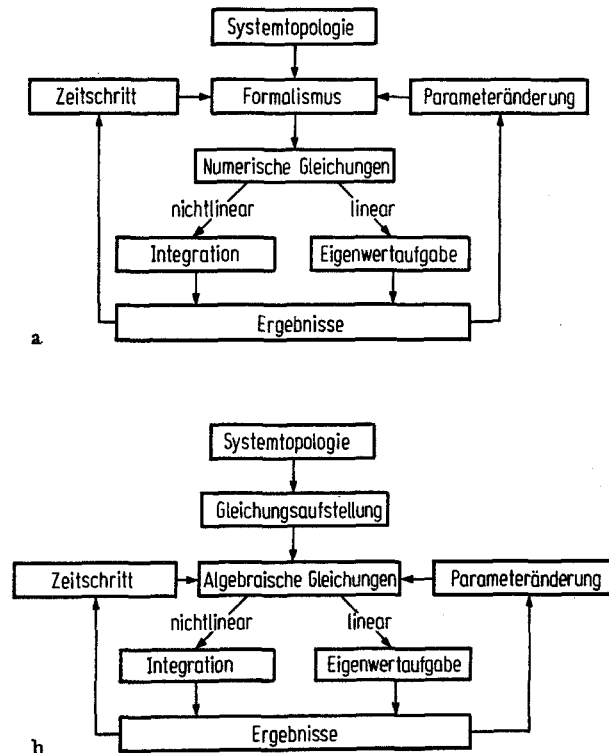 Systemtopologie
Zeitschritt
Formalismus
Parameteränderung
Numerische Gleichungen
nichtlinear
linear
Integration
Eigenwertaufgabe
Ergebnisse
a
Systemtopologie
Gleichungsaufstellung
Zeitschritt
Algebraische Gleichungen
Parameteränderung
nichtlinear
linear
Integration
Eigenwertaufgabe
Ergebnisse
b